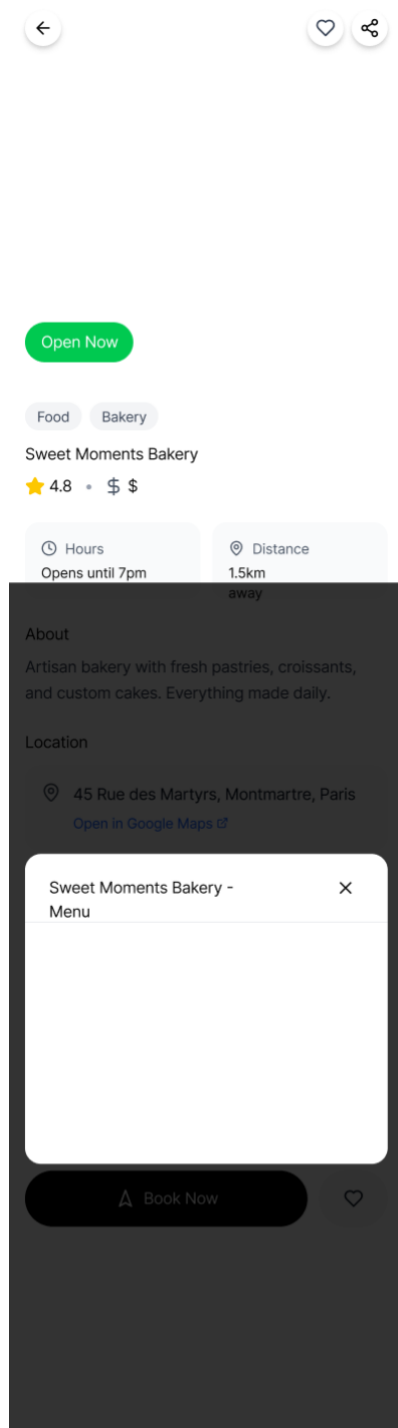 Open Now
Food Bakery
Sweet Moments Bakery
4.8 • $ $
Hours
Opens until 7pm
Distance
1.5km
away
About
Artisan bakery with fresh pastries, croissants,
and custom cakes. Everything made daily.
Location
45 Rue des Martyrs, Montmartre, Paris
Open in Google Maps
Sweet Moments Bakery -
Menu
Book Now